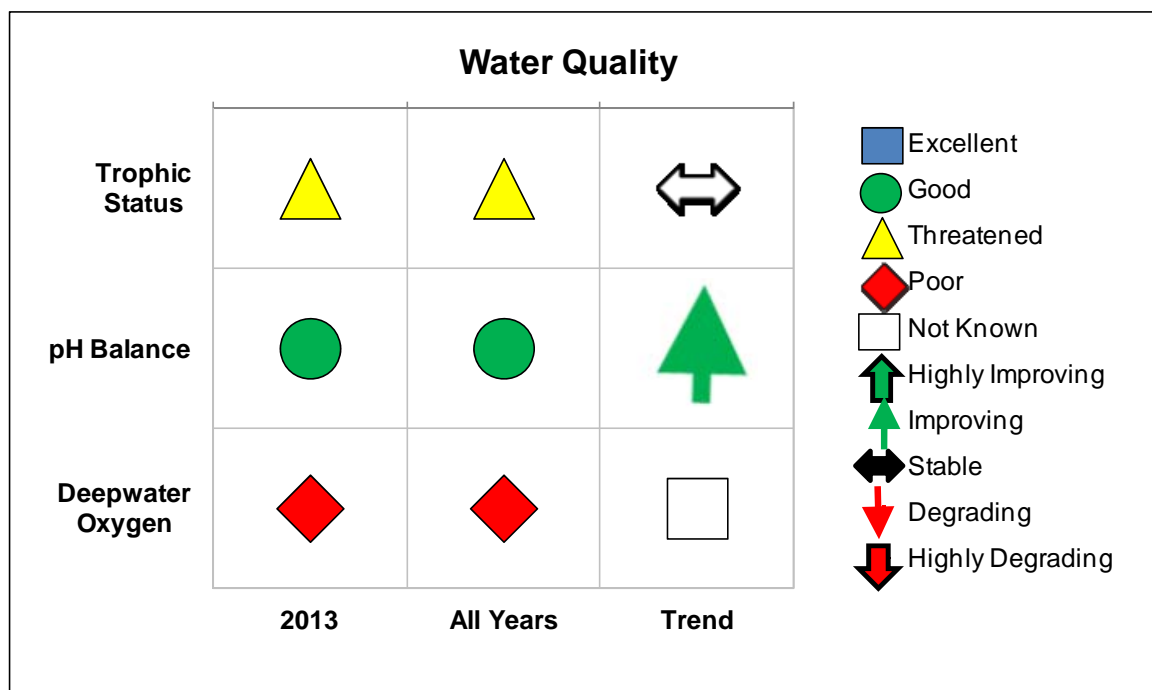 Water Quality
Trophic
Status
pH Balance
Deepwater
Oxygen
2013
All Years
Trend
Excellent
Good
Threatened
Poor
Not Known
Highly Improving
Improving
Stable
Degrading
Highly Degrading